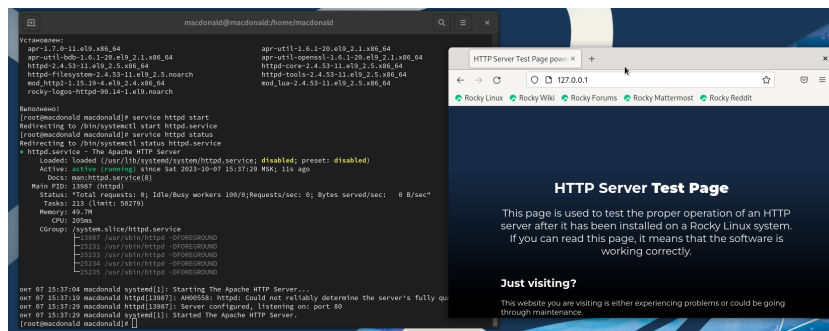 macdonald@macdonald:/home/macdonald
Установлен:
apr-1.7.0-11.el9.x86_64 apr-util-1.6.1-20.el9_2.1.x86_64
apr-util-bdb-1.6.1-20.el9_2.1.x86_64 apr-util-openssl-1.6.1-20.el9_2.1.x86_64
httpd-2.4.53-11.el9_2.5.x86_64 httpd-core-2.4.53-11.el9_2.5.x86_64
httpd-filesystem-2.4.53-11.el9_2.5.noarch httpd-tools-2.4.53-11.el9_2.5.x86_64
mod_http2-1.15.19-4.el9_2.4.x86_64 mod_lua-2.4.53-11.el9_2.5.x86_64
rocky-logos-httpd-90.14-1.el9.noarch
Выполнено!
[root@macdonald macdonald]# service httpd start
Redirecting to /bin/systemctl start httpd.service
[root@macdonald macdonald]# service httpd status
Redirecting to /bin/systemctl status httpd.service
● httpd.service - The Apache HTTP Server
Loaded: loaded (/usr/lib/systemd/system/httpd.service; disabled; preset: disabled)
Active: active (running) since Sat 2023-10-07 15:37:29 MSK; 11s ago
Docs: man:httpd.service(8)
Main PID: 13987 (httpd)
Status: "Total requests: 0; Idle/Busy workers 100/0;Requests/sec: 0; Bytes served/sec: 0 B/sec"
Tasks: 213 (limit: 50279)
Memory: 49.7M
CPU: 205ms
CGroup: /system.slice/httpd.service
├─13987 /usr/sbin/httpd -DFOREGROUND
├─25231 /usr/sbin/httpd -DFOREGROUND
├─25233 /usr/sbin/httpd -DFOREGROUND
├─25234 /usr/sbin/httpd -DFOREGROUND
└─25235 /usr/sbin/httpd -DFOREGROUND
окт 07 15:37:04 macdonald systemd[1]: Starting The Apache HTTP Server...
окт 07 15:37:19 macdonald httpd[13987]: AH00558: httpd: Could not reliably determine the server's fully qu
окт 07 15:37:29 macdonald httpd[13987]: Server configured, listening on: port 80
окт 07 15:37:29 macdonald systemd[1]: Started The Apache HTTP Server.
[root@macdonald macdonald]#
HTTP Server Test Page powe
127.0.0.1
Rocky Linux Rocky Wiki Rocky Forums Rocky Mattermost Rocky Reddit
HTTP Server Test Page
This page is used to test the proper operation of an HTTP
server after it has been installed on a Rocky Linux system.
If you can read this page, it means that the software is
working correctly.
Just visiting?
This website you are visiting is either experiencing problems or could be going
through maintenance.